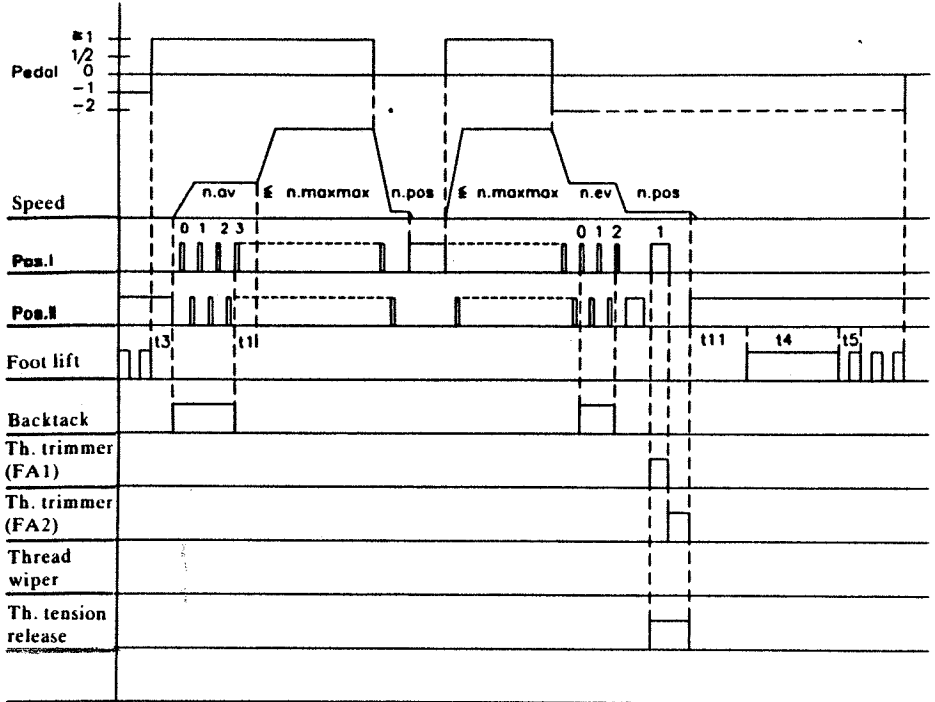 ≥1
1/2
Pedal 0
-1
-2
n.av ≤ n.maxmax n.pos ≤ n.maxmax n.ev n.pos
Speed
0 1 2 3 0 1 2 1
Pos.I
Pos.II
t3 t1l t11 t4 t5
Foot lift
Backtack
Th. trimmer
(FA1)
Th. trimmer
(FA2)
Thread
wiper
Th. tension
release